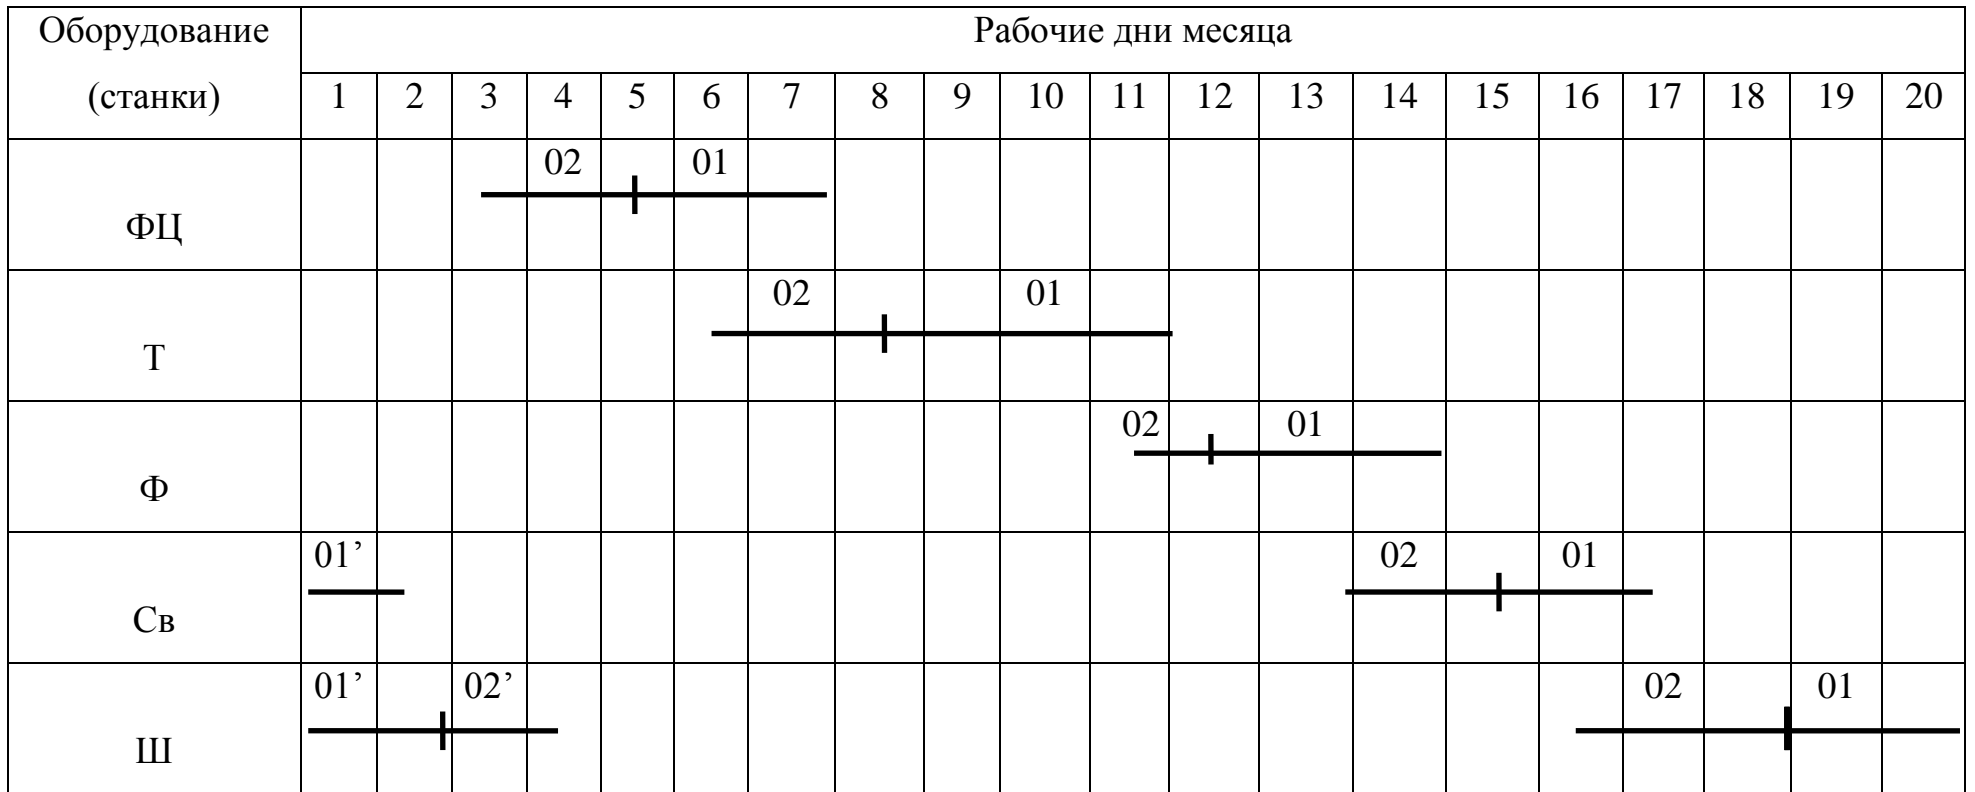 Оборудование
(станки)
Рабочие дни месяца
1 2 3 4 5 6 7 8 9 10 11 12 13 14 15 16 17 18 19 20
02 01
ФЦ
02 01
Т
02 01
Ф
01’ 02 01
Св
01’ 02’ 02 01
Ш